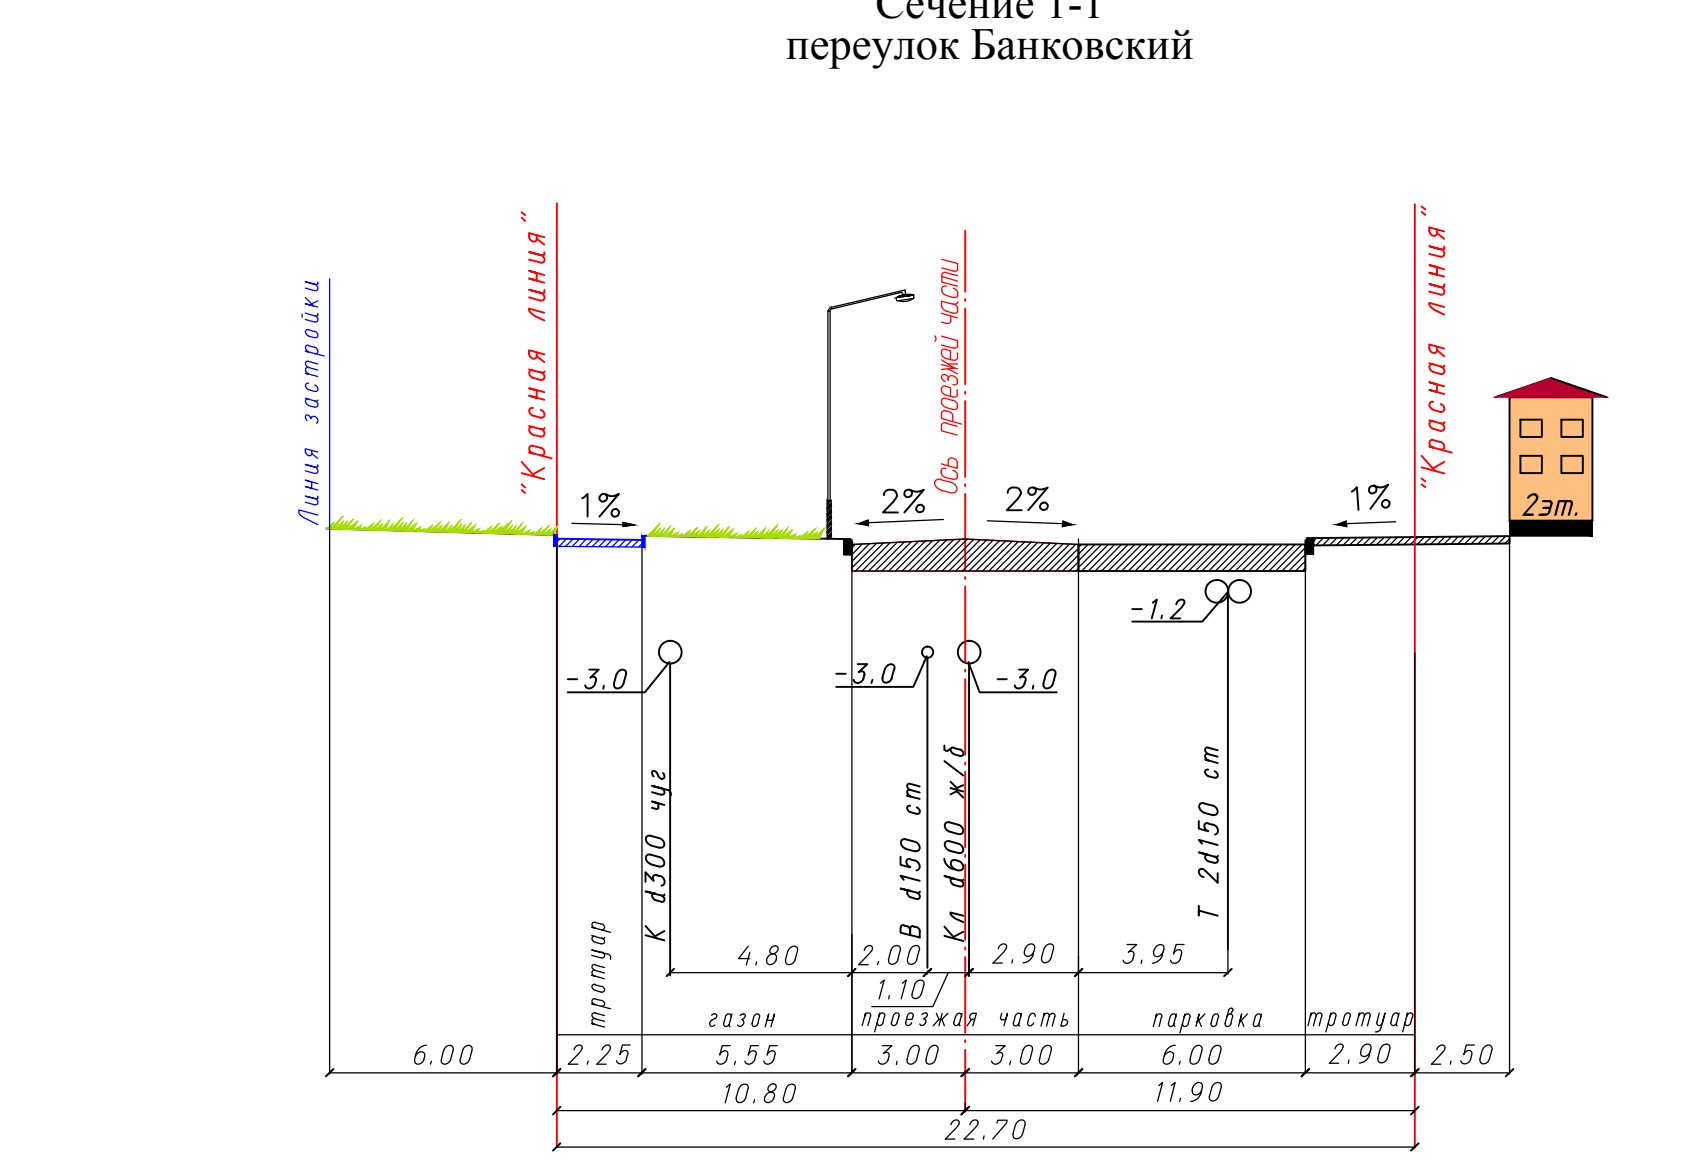 Сечение 1-1
переулок Банковский
Линия застройки
"Красная линия"
Ось проезжей части
"Красная линия"
1%
2%
2%
1%
2эт.
-1.2
-3.0
-3.0
-3.0
К d300 чуг
В d150 ст
Кл d600 ж/б
Т 2d150 ст
4.80
2.00
2.90
3.95
1.10
тротуар
газон
проезжая часть
парковка
тротуар
6.00
2.25
5.55
3.00
3.00
6.00
2.90
2.50
10.80
11.90
22.70